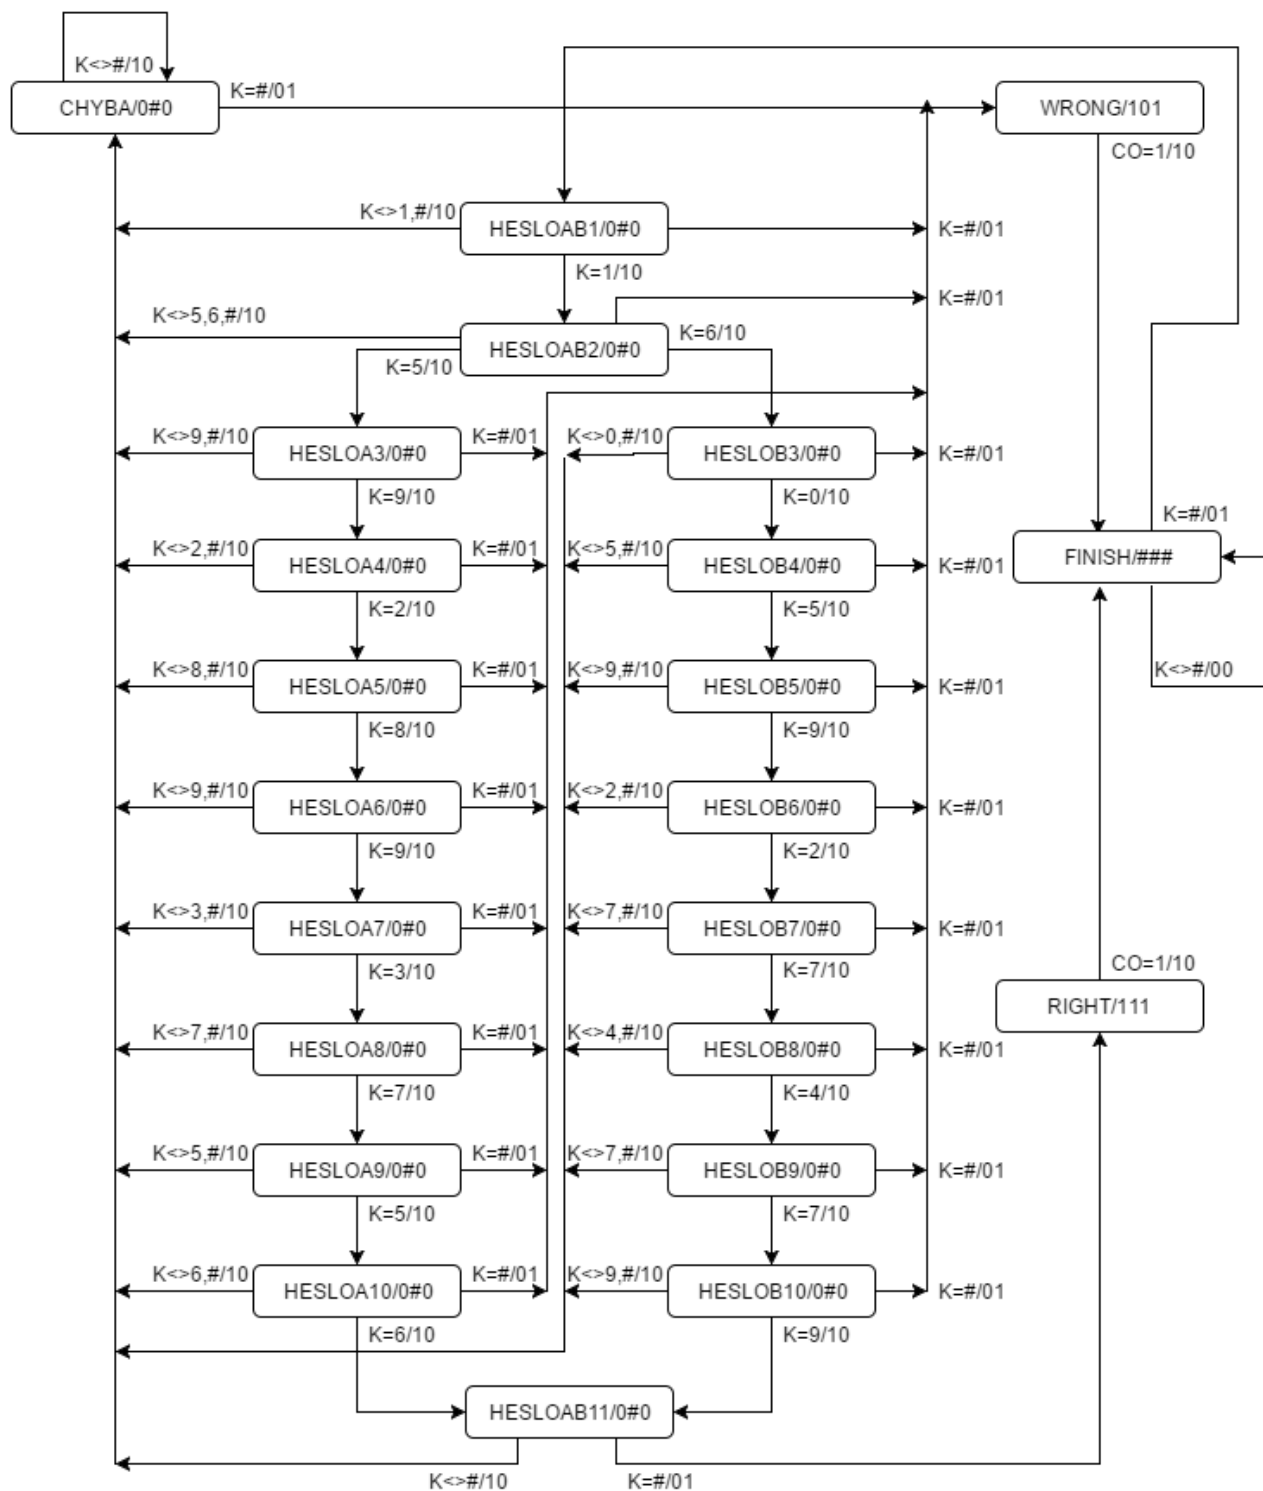 K<>#/10
K=#/01
CHYBA/0#0
WRONG/101
CO=1/10
K<>1,#/10
HESLOAB1/0#0
K=#/01
K=1/10
K=#/01
K<>5,6,#/10
K=6/10
HESLOAB2/0#0
K=5/10
K<>9,#/10
K=#/01
K<>0,#/10
HESLOA3/0#0
HESLOB3/0#0
K=#/01
K=9/10
K=0/10
K=#/01
K<>2,#/10
K=#/01
K<>5,#/10
FINISH/###
HESLOA4/0#0
HESLOB4/0#0
K=#/01
K=2/10
K=5/10
K<>8,#/10
K=#/01
K<>9,#/10
K<>#/00
HESLOA5/0#0
HESLOB5/0#0
K=#/01
K=8/10
K=9/10
K<>9,#/10
K=#/01
K<>2,#/10
HESLOA6/0#0
HESLOB6/0#0
K=#/01
K=9/10
K=2/10
K<>3,#/10
K=#/01
K<>7,#/10
HESLOA7/0#0
HESLOB7/0#0
K=#/01
K=3/10
K=7/10
CO=1/10
RIGHT/111
K<>7,#/10
K=#/01
K<>4,#/10
HESLOA8/0#0
HESLOB8/0#0
K=#/01
K=7/10
K=4/10
K<>5,#/10
K=#/01
K<>7,#/10
HESLOA9/0#0
HESLOB9/0#0
K=#/01
K=5/10
K=7/10
K<>6,#/10
K=#/01
K<>9,#/10
HESLOA10/0#0
HESLOB10/0#0
K=#/01
K=6/10
K=9/10
HESLOAB11/0#0
K<>#/10
K=#/01